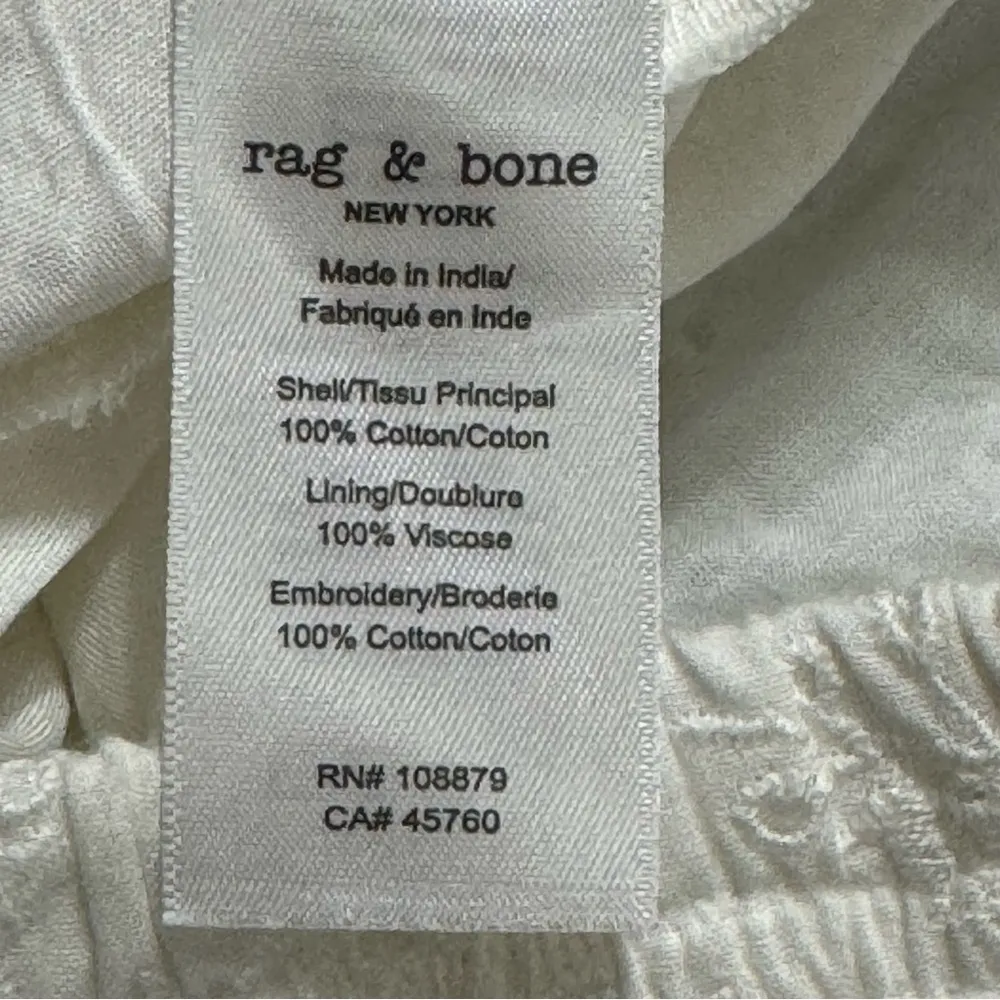 rag & bone
NEW YORK
Made in India/
Fabriqué en Inde
Shell/Tissu Principal
100% Cotton/Coton
Lining/Doublure
100% Viscose
Embroidery/Broderie
100% Cotton/Coton
RN# 108879
CA# 45760